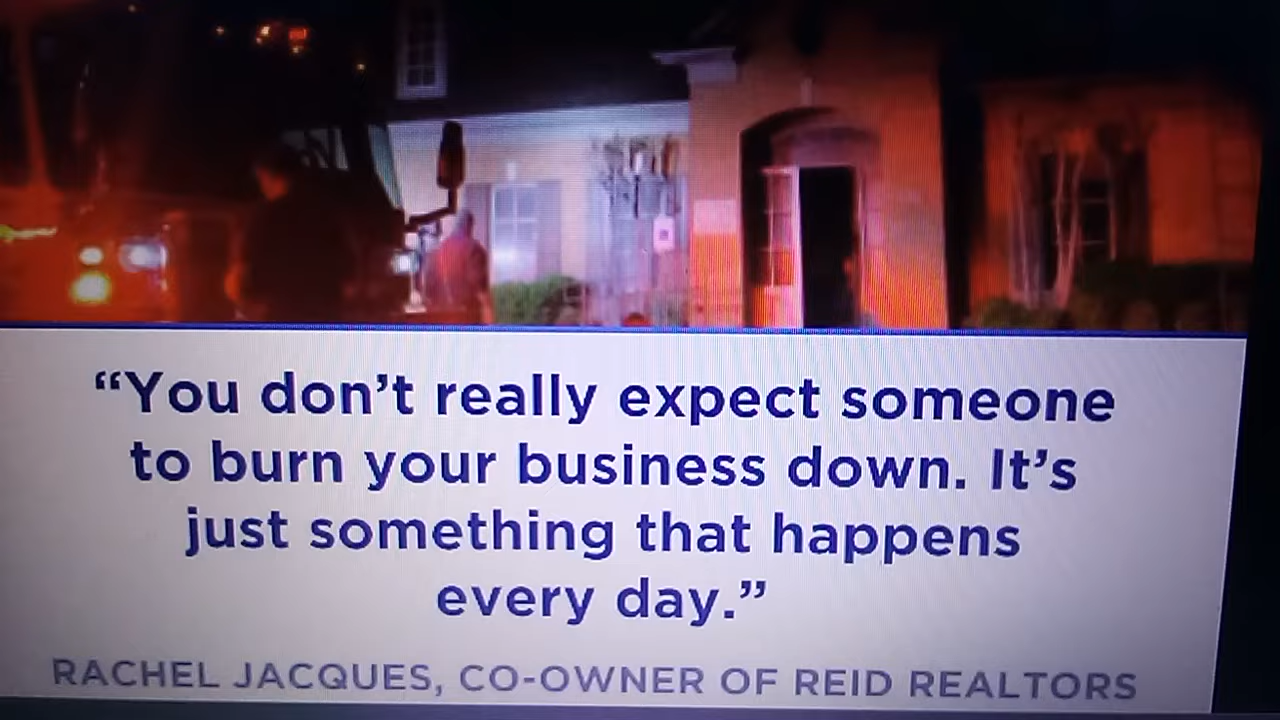 “You don’t really expect someone
to burn your business down. It’s
just something that happens
every day.”
RACHEL JACQUES, CO-OWNER OF REID REALTORS